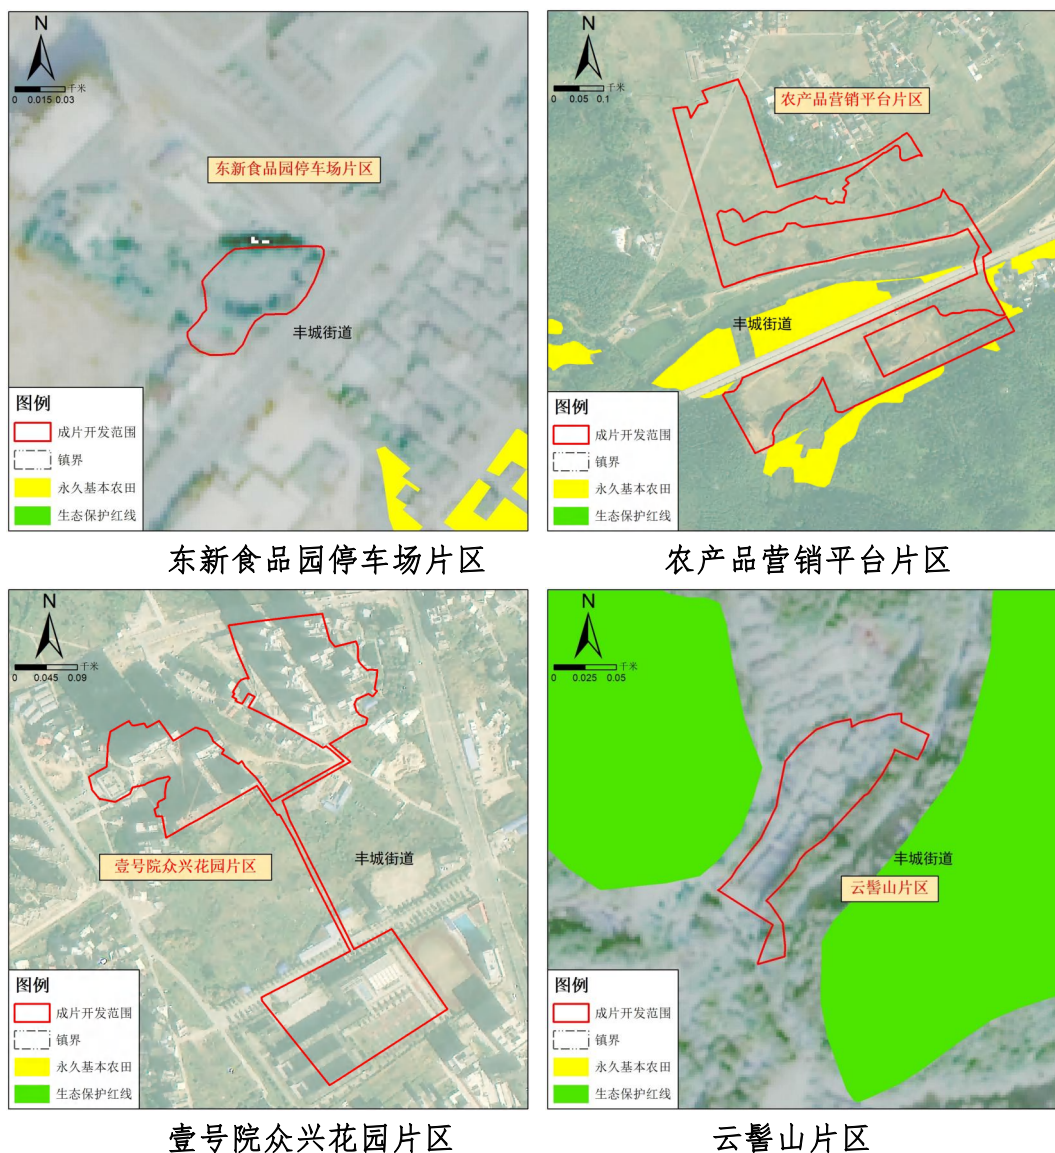 N
千米
0 0.015 0.03
东新食品园停车场片区
丰城街道
图例
成片开发范围
镇界
永久基本农田
生态保护红线
东新食品园停车场片区
N
千米
0 0.05 0.1
农产品营销平台片区
丰城街道
图例
成片开发范围
镇界
永久基本农田
生态保护红线
农产品营销平台片区
N
千米
0 0.045 0.09
壹号院众兴花园片区
丰城街道
图例
成片开发范围
镇界
永久基本农田
生态保护红线
壹号院众兴花园片区
N
千米
0 0.025 0.05
丰城街道
云髻山片区
图例
成片开发范围
镇界
永久基本农田
生态保护红线
云髻山片区